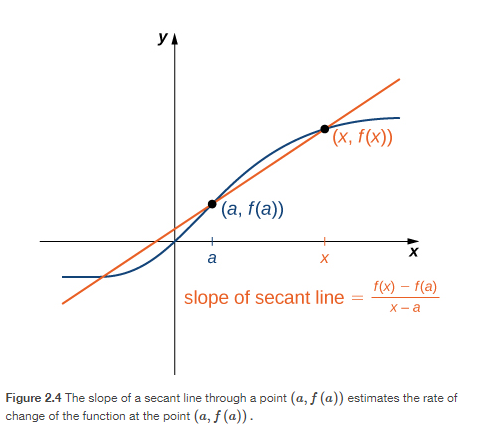 y
(x, f(x))
(a, f(a))
a
x
x
slope of secant line = f(x) – f(a) / x – a
Figure 2.4 The slope of a secant line through a point (a, f (a)) estimates the rate of
change of the function at the point (a, f (a)).